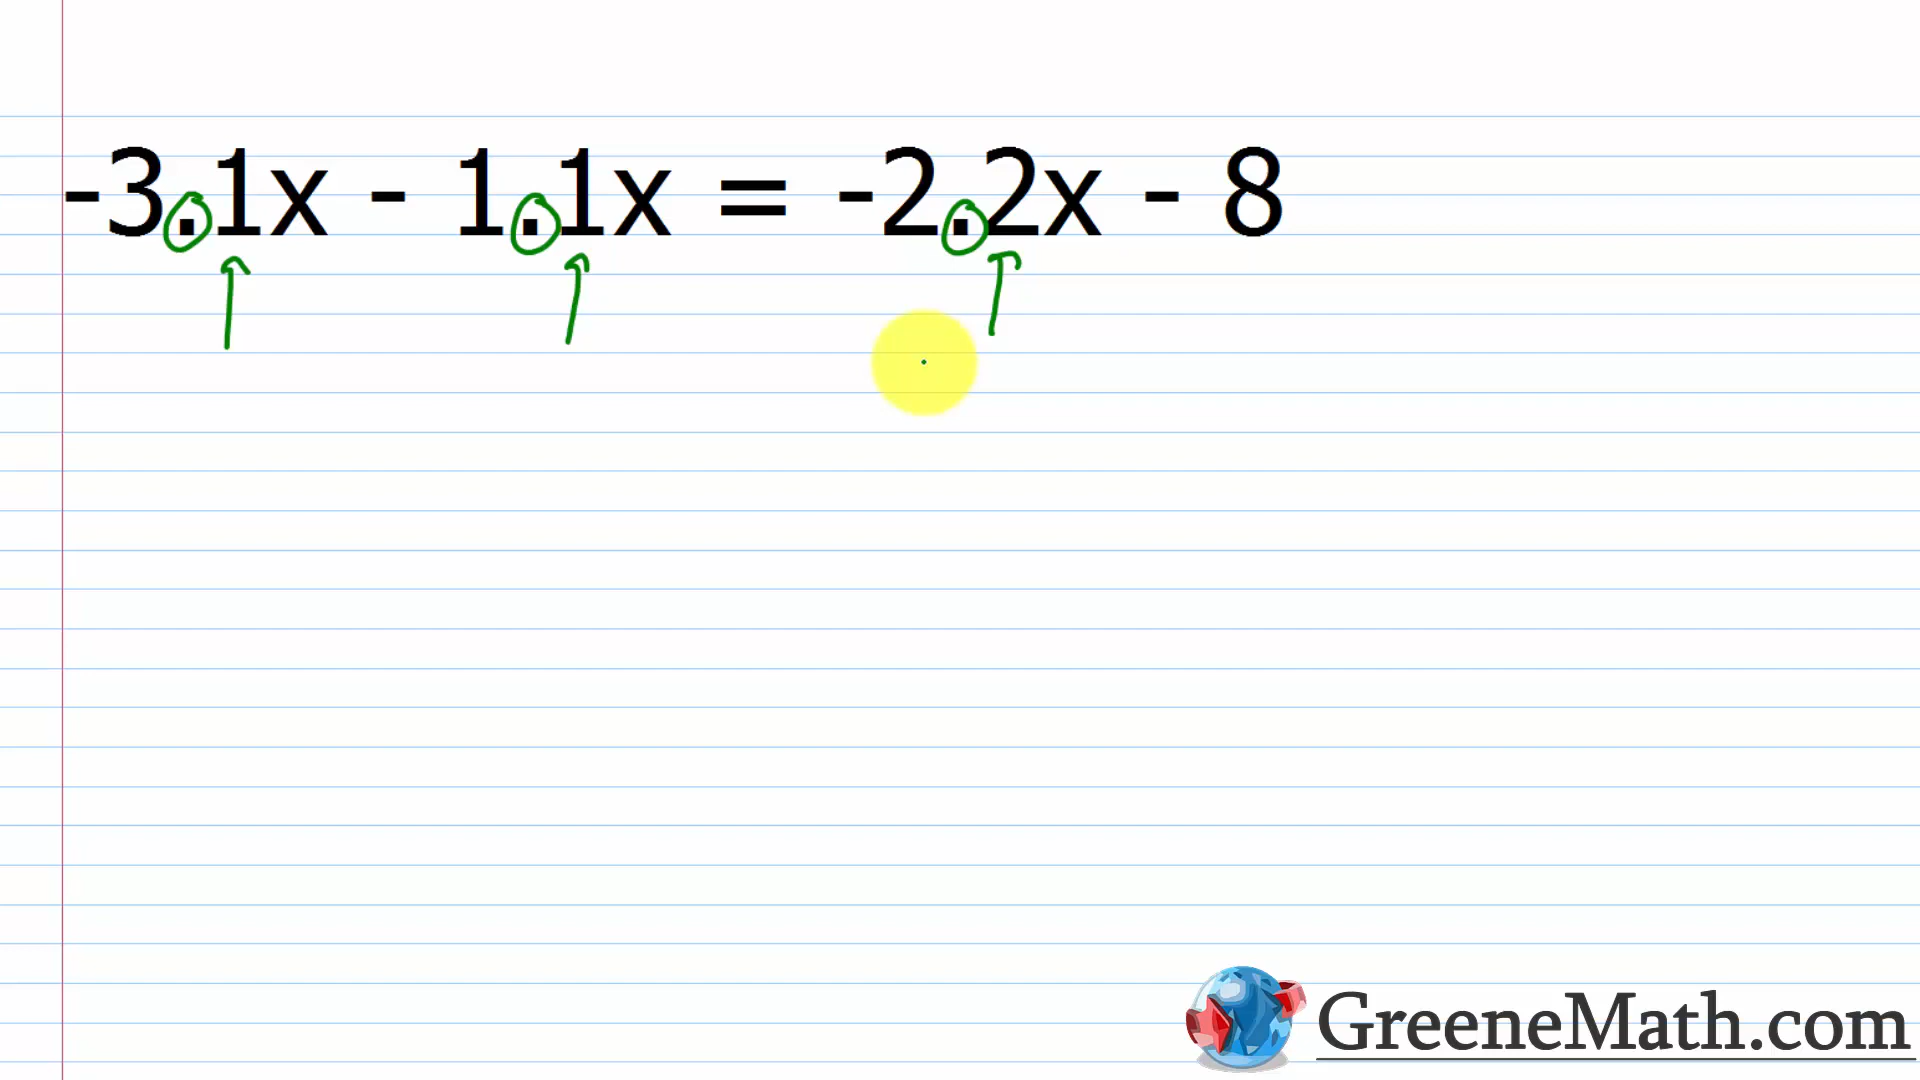 -3.1x - 1.1x = -2.2x - 8
GreeneMath.com